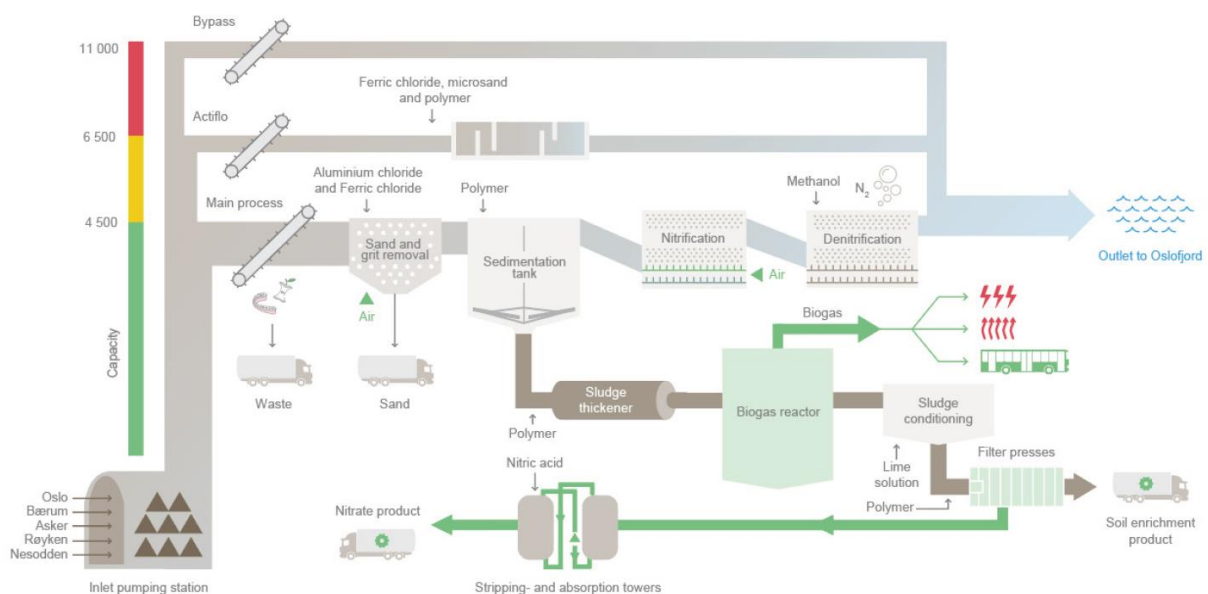 Bypass
11 000
Ferric chloride, microsand
and polymer
Actiflo
6 500
Aluminium chloride
and Ferric chloride
Polymer
Methanol
N2
Main process
4 500
Sand and
grit removal
Sedimentation
tank
Nitrification
Denitrification
Air
Air
Outlet to Oslofjord
Biogas
Capacity
Waste
Sand
Sludge
thickener
Biogas reactor
Sludge
conditioning
Polymer
Lime
solution
Filter presses
Nitric acid
Polymer
Oslo
Bærum
Asker
Røyken
Nesodden
Nitrate product
Soil enrichment
product
Inlet pumping station
Stripping- and absorption towers